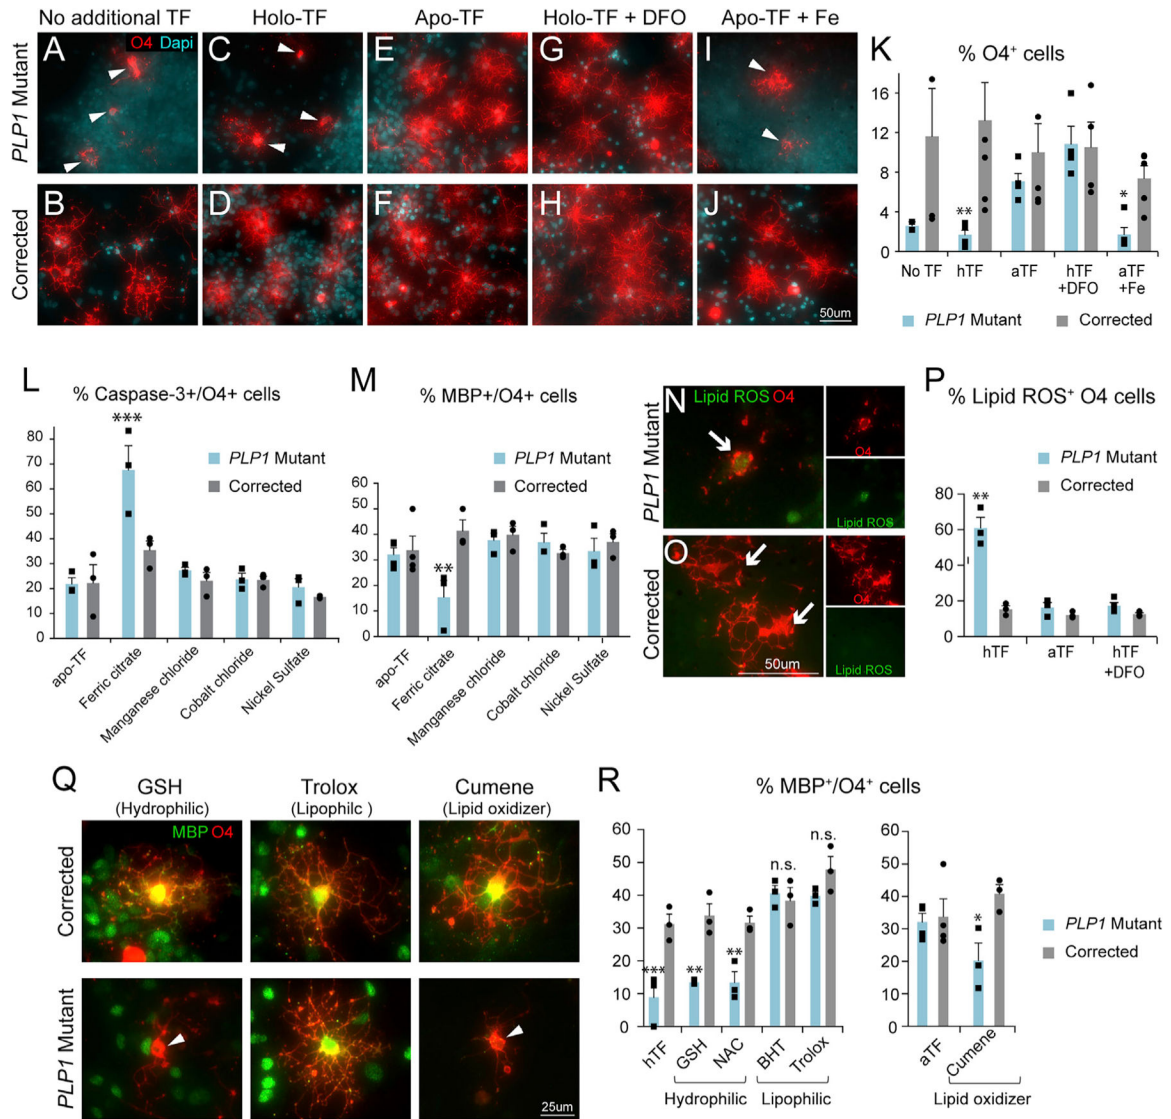 No additional TF
Holo-TF
Apo-TF
Holo-TF + DFO
Apo-TF + Fe
PLP1 Mutant
Corrected
A
O4 Dapi
C
E
G
I
B
D
F
H
J
50um
K
% O4+ cells
16
12
8
4
0
**
*
No TF
hTF
aTF
hTF
+DFO
aTF
+Fe
PLP1 Mutant
Corrected
L
% Caspase-3+/O4+ cells
***
80
70
60
50
40
30
20
10
0
PLP1 Mutant
Corrected
apo-TF
Ferric citrate
Manganese chloride
Cobalt chloride
Nickel Sulfate
M
% MBP+/O4+ cells
PLP1 Mutant
Corrected
60
50
40
30
20
10
0
**
apo-TF
Ferric citrate
Manganese chloride
Cobalt chloride
Nickel Sulfate
PLP1 Mutant
Corrected
N
Lipid ROS O4
O4
Lipid ROS
O
50um
O4
Lipid ROS
P
% Lipid ROS+ O4 cells
PLP1 Mutant
Corrected
80
60
40
20
0
**
hTF
aTF
hTF
+DFO
Q
GSH
(Hydrophilic)
Trolox
(Lipophilc )
Cumene
(Lipid oxidizer)
Corrected
PLP1 Mutant
MBP O4
25um
R
% MBP+/O4+ cells
60
50
40
30
20
10
0
***
**
**
n.s.
n.s.
hTF
GSH
NAC
BHT
Trolox
Hydrophilic
Lipophilic
60
50
40
30
20
10
0
*
aTF
Cumene
Lipid oxidizer
PLP1 Mutant
Corrected